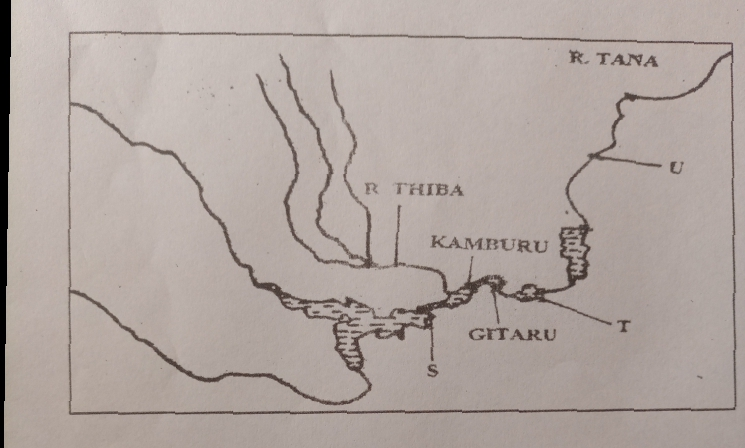 R. TANA
U
R THIBA
KAMBURU
GITARU
T
S